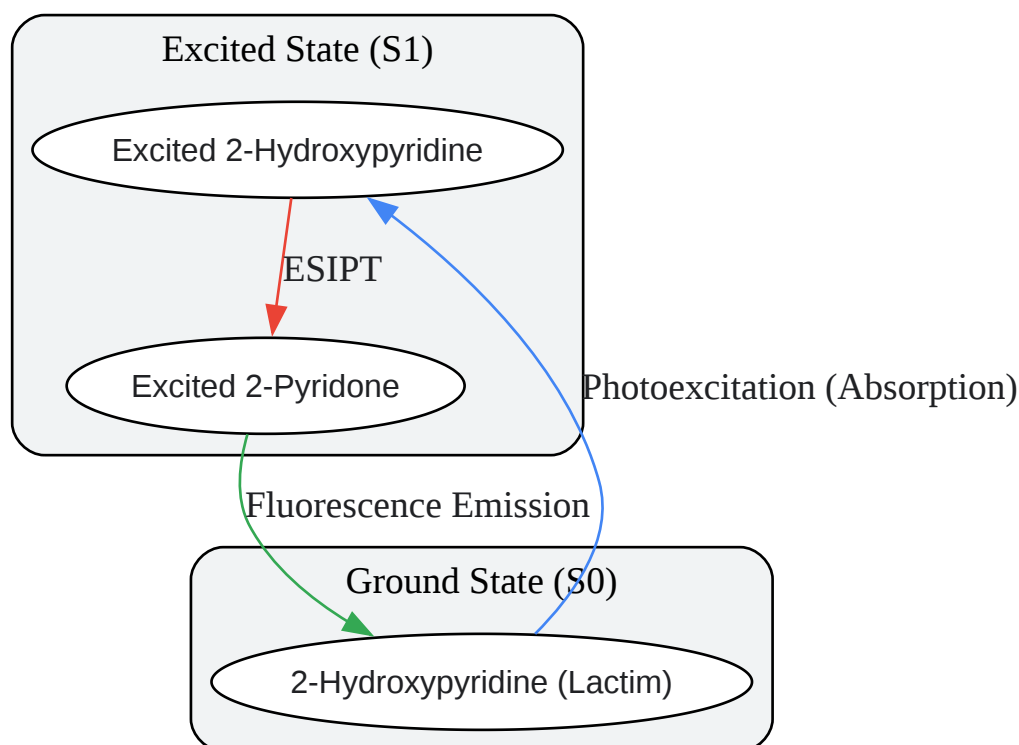 Excited State (S1)
Excited 2-Hydroxypyridine
ESIPT
Excited 2-Pyridone
Photoexcitation (Absorption)
Fluorescence Emission
Ground State (S0)
2-Hydroxypyridine (Lactim)